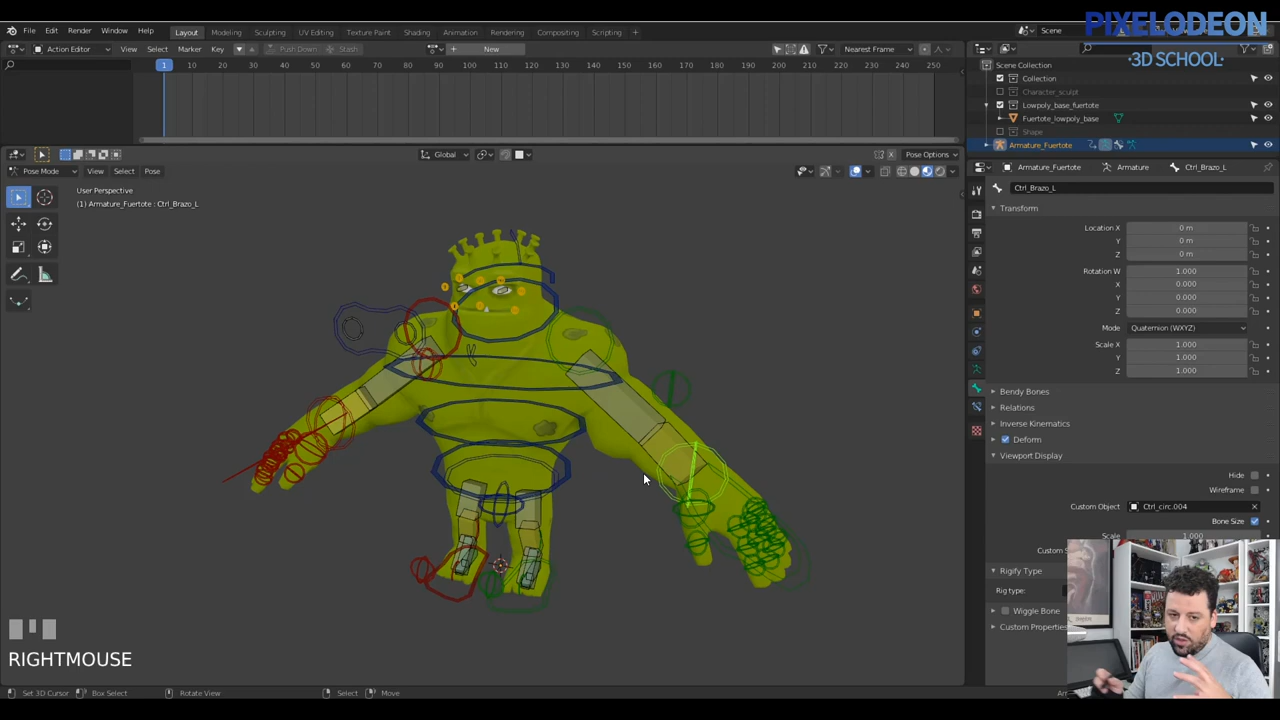 File Edit Render Window Help Layout Modeling Sculpting UV Editing Texture Paint Shading Animation Rendering Compositing Scripting + Scene
PIXELODEON
·3D SCHOOL·
Action Editor View Select Marker Key Push Down Stash New Nearest Frame
1 10 20 30 40 50 60 70 80 90 100 110 120 130 140 150 160 170 180 190 200 210 220 230 240 250
Scene Collection
Collection
Character_sculpt
Lowpoly_base_fuertote
Fuertote_lowpoly_base
Shape
Armature_Fuertote
Global Pose Options
Pose Mode View Select Pose
User Perspective
(1) Armature_Fuertote : Ctrl_Brazo_L
Armature_Fuertote Armature Ctrl_Brazo_L
Ctrl_Brazo_L
Transform
Location X 0 m
Y 0 m
Z 0 m
Rotation W 1.000
X 0.000
Y 0.000
Z 0.000
Mode Quaternion (WXYZ)
Scale X 1.000
Y 1.000
Z 1.000
Bendy Bones
Relations
Inverse Kinematics
Deform
Viewport Display
Hide
Wireframe
Custom Object Ctrl_circ.004
Bone Size
Scale 1.000
Custom S
Rigify Type
Rig type:
Wiggle Bone
Custom Properties
RIGHTMOUSE
Set 3D Cursor Box Select Rotate View Select Move